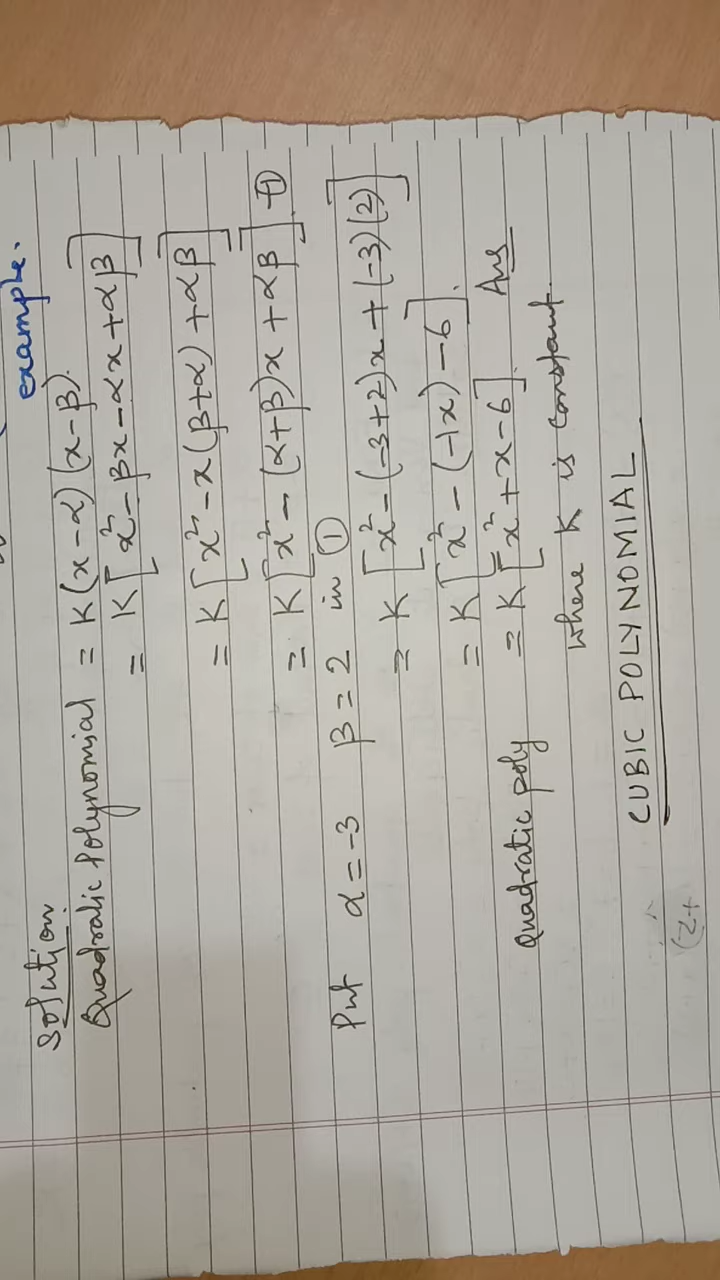 example.
Solution.
Quadratic Polynomial = K(x-α)(x-β).
= K[x²-βx-αx+αβ]
= K[x²-x(β+α)+αβ]
= K[x²-(α+β)x+αβ] -①
Put α=-3 β=2 in ①
= K[x²-(-3+2)x+(-3)(2)]
= K[x²-(-1x)-6].
Quadratic poly = K[x²+x-6]. Ans
where K is constant.
CUBIC POLYNOMIAL